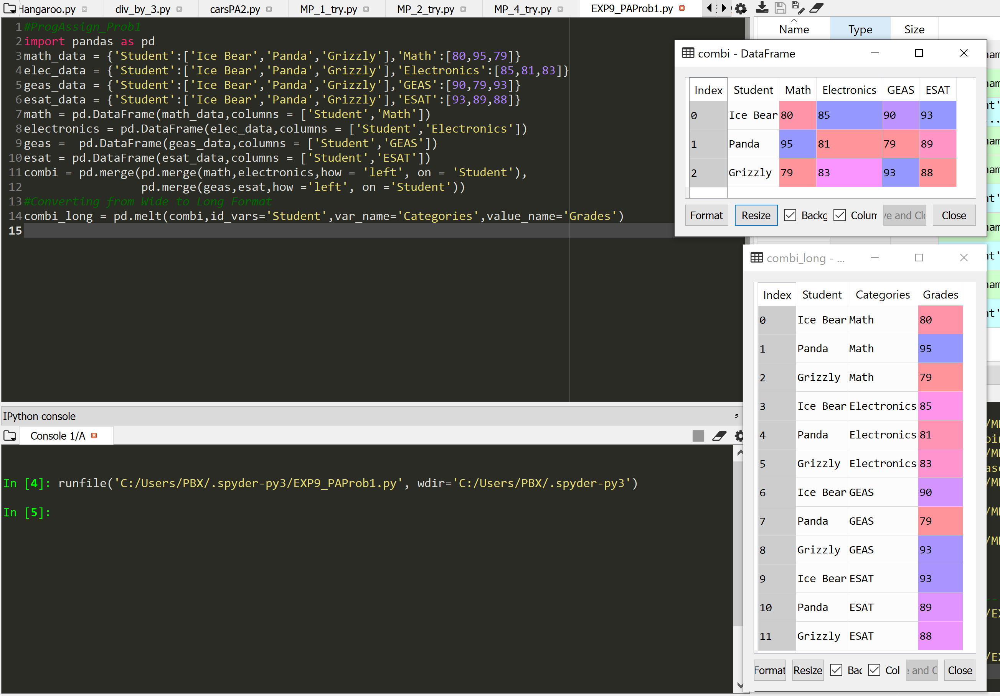 Hangaroo.py div_by_3.py carsPA2.py MP_1_try.py MP_2_try.py MP_4_try.py EXP9_PAProb1.py
1 #ProgAssign_Prob1
2 import pandas as pd
3 math_data = {'Student':['Ice Bear','Panda','Grizzly'],'Math':[80,95,79]}
4 elec_data = {'Student':['Ice Bear','Panda','Grizzly'],'Electronics':[85,81,83]}
5 geas_data = {'Student':['Ice Bear','Panda','Grizzly'],'GEAS':[90,79,93]}
6 esat_data = {'Student':['Ice Bear','Panda','Grizzly'],'ESAT':[93,89,88]}
7 math = pd.DataFrame(math_data,columns = ['Student','Math'])
8 electronics = pd.DataFrame(elec_data,columns = ['Student','Electronics'])
9 geas =  pd.DataFrame(geas_data,columns = ['Student','GEAS'])
10 esat = pd.DataFrame(esat_data,columns = ['Student','ESAT'])
11 combi = pd.merge(pd.merge(math,electronics,how = 'left', on = 'Student'),
12                  pd.merge(geas,esat,how ='left', on ='Student'))
13 #Converting from Wide to Long Format
14 combi_long = pd.melt(combi,id_vars='Student',var_name='Categories',value_name='Grades')
15
IPython console
Console 1/A
In [4]: runfile('C:/Users/PBX/.spyder-py3/EXP9_PAProb1.py', wdir='C:/Users/PBX/.spyder-py3')
In [5]:
Name Type Size
combi - DataFrame
Index Student Math Electronics GEAS ESAT
0 Ice Bear 80 85 90 93
1 Panda 95 81 79 89
2 Grizzly 79 83 93 88
Format Resize Backg Colum ve and Clo Close
combi_long - ...
Index Student Categories Grades
0 Ice Bear Math 80
1 Panda Math 95
2 Grizzly Math 79
3 Ice Bear Electronics 85
4 Panda Electronics 81
5 Grizzly Electronics 83
6 Ice Bear GEAS 90
7 Panda GEAS 79
8 Grizzly GEAS 93
9 Ice Bear ESAT 93
10 Panda ESAT 89
11 Grizzly ESAT 88
Format Resize Bac Col and C Close